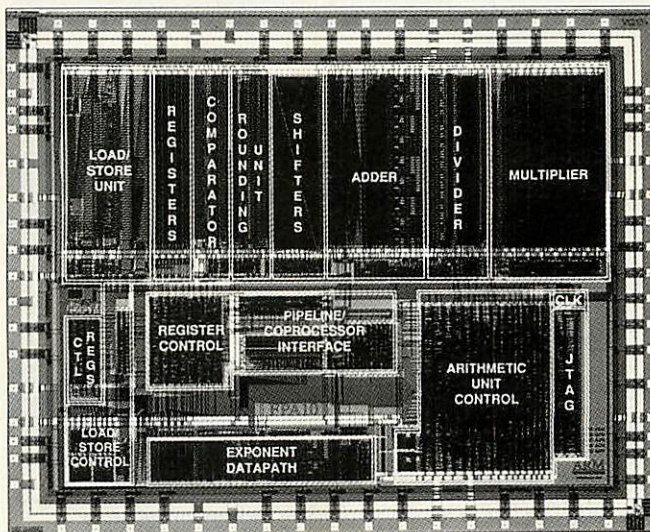 LOAD/
STORE
UNIT
REGISTERS
COMPARATOR
ROUNDING
UNIT
SHIFTERS
ADDER
DIVIDER
MULTIPLIER
CTL
REGS
REGISTER
CONTROL
PIPELINE/
COPROCESSOR
INTERFACE
ARITHMETIC
UNIT
CONTROL
CLK
JTAG
LOAD/
STORE
CONTROL
EXPONENT
DATAPATH
ARM